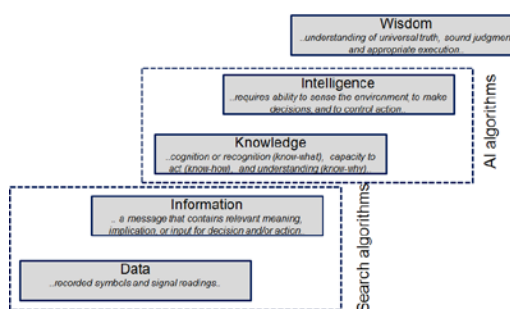 Wisdom
..understanding of universal truth, sound judgment
and appropriate execution..
Intelligence
..requires ability to sense the environment, to make
decisions, and to control action..
Knowledge
..cognition or recognition (know-what), capacity to
act (know-how), and understanding (know-why)..
AI algorithms
Information
.. a message that contains relevant meaning,
implication, or input for decision and/or action..
Data
..recorded symbols and signal readings..
Search algorithms